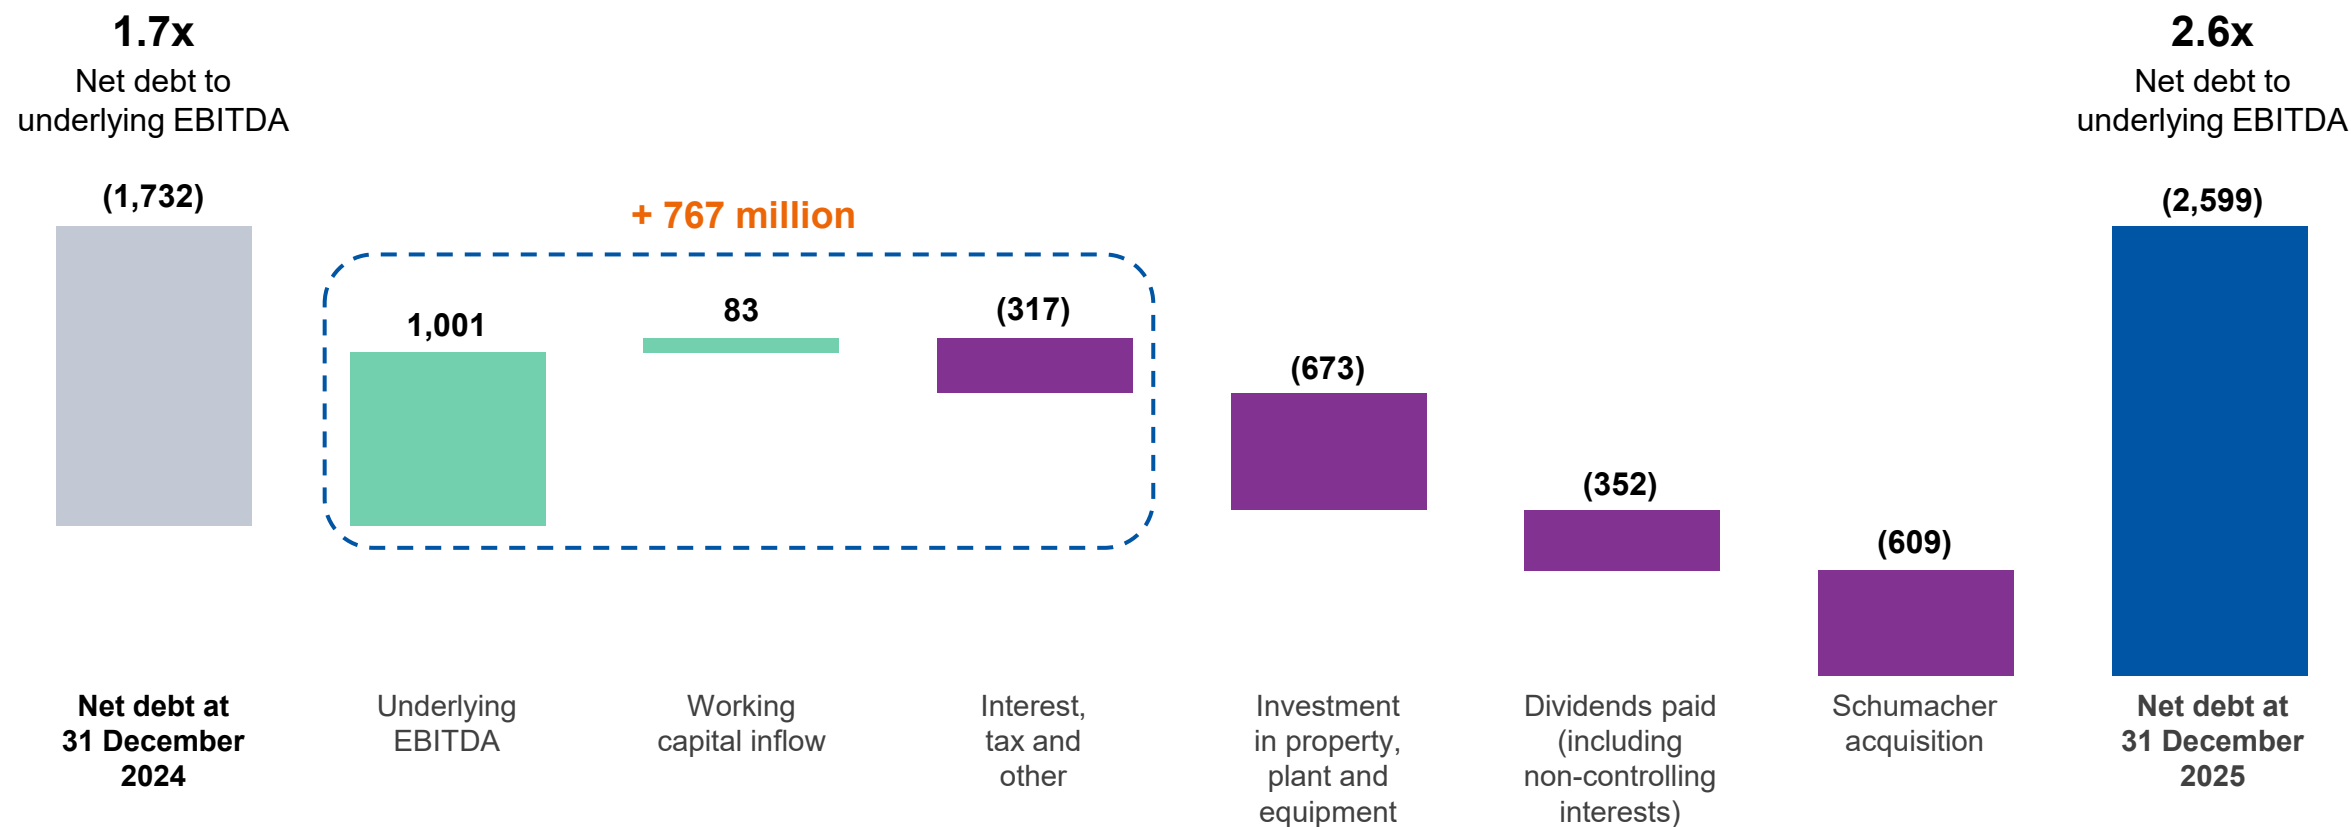 1.7x
Net debt to
underlying EBITDA
2.6x
Net debt to
underlying EBITDA
(1,732)
+ 767 million
(2,599)
1,001
83
(317)
(673)
(352)
(609)
Net debt at
31 December
2024
Underlying
EBITDA
Working
capital inflow
Interest,
tax and
other
Investment
in property,
plant and
equipment
Dividends paid
(including
non-controlling
interests)
Schumacher
acquisition
Net debt at
31 December
2025